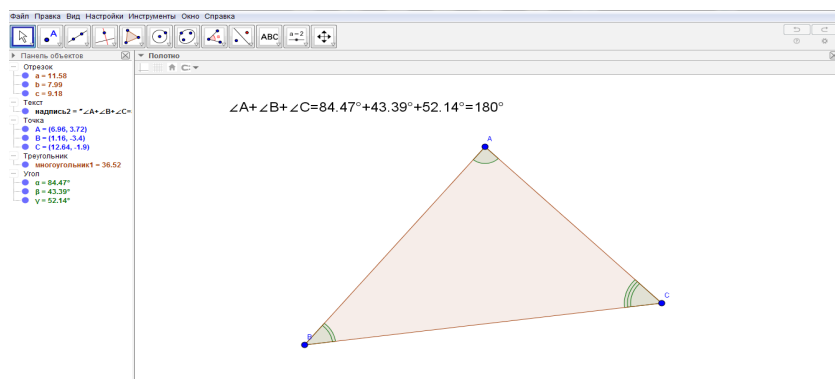 Файл Правка Вид Настройки Инструменты Окно Справка
A ABC a=2
Панель объектов
Полотно
Отрезок
a = 11.58
b = 7.99
c = 9.18
Текст
надпись2 = "∠A+∠B+∠C=
Точка
A = (6.96, 3.72)
B = (1.16, -3.4)
C = (12.64, -1.9)
Треугольник
многоугольник1 = 36.52
Угол
α = 84.47°
β = 43.39°
γ = 52.14°
∠A+∠B+∠C=84.47°+43.39°+52.14°=180°
A
B
C